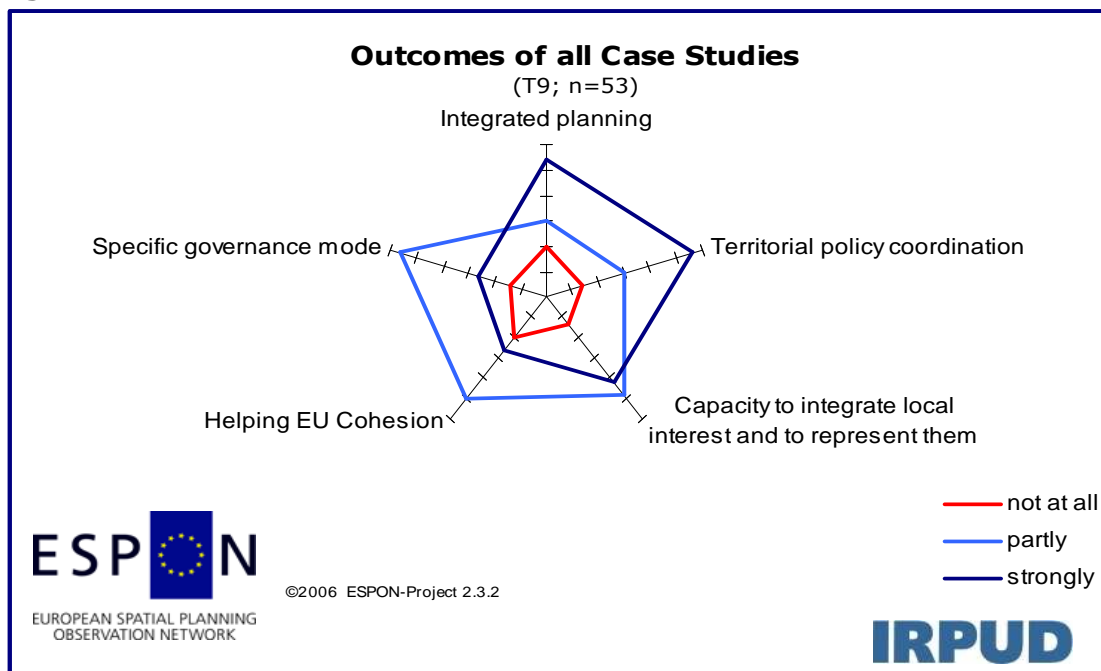 Outcomes of all Case Studies
(T9; n=53)
Integrated planning
Specific governance mode
Territorial policy coordination
Helping EU Cohesion
Capacity to integrate local
interest and to represent them
not at all
partly
strongly
ESPON
EUROPEAN SPATIAL PLANNING
OBSERVATION NETWORK
©2006 ESPON-Project 2.3.2
IRPUD